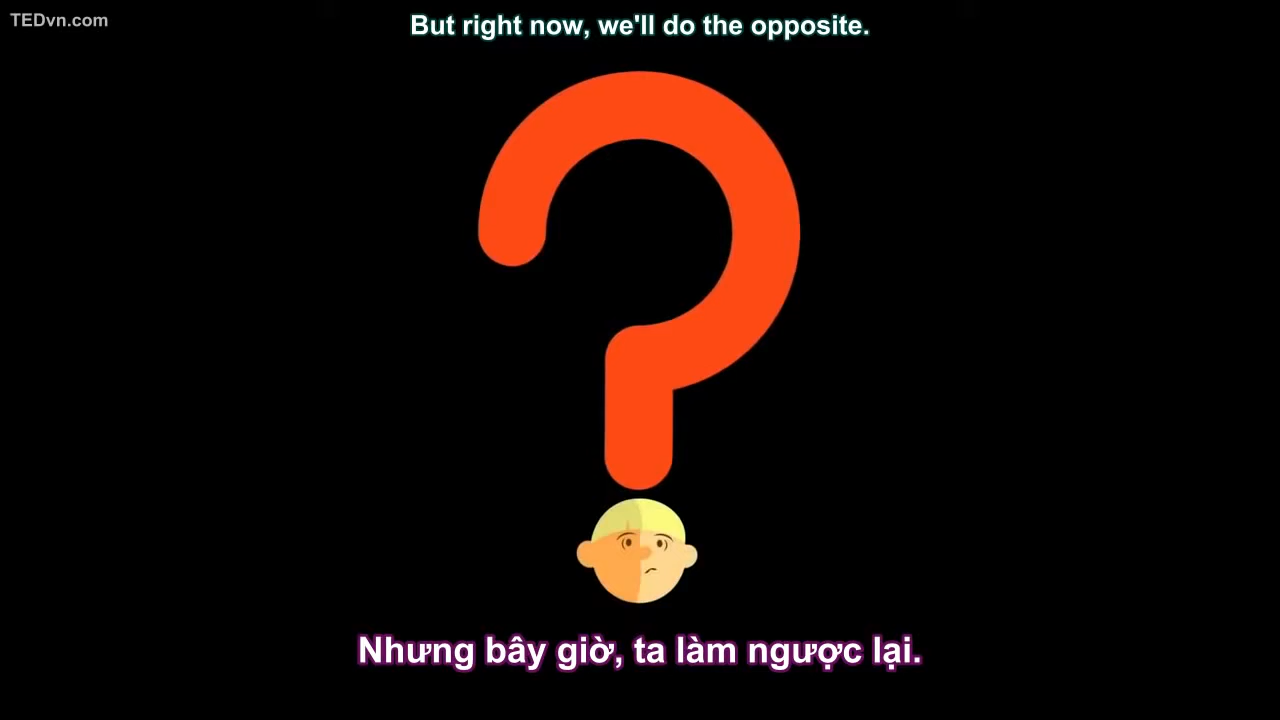 TEDvn.com
But right now, we'll do the opposite.
Nhưng bây giờ, ta làm ngược lại.